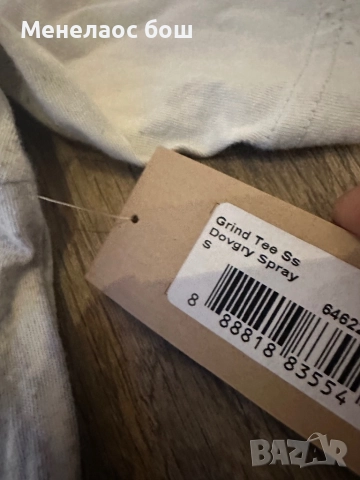 Менелаос бош
Grind Tee Ss
Dovgry Spray
S
6462
8 88818 83554
BAZAR